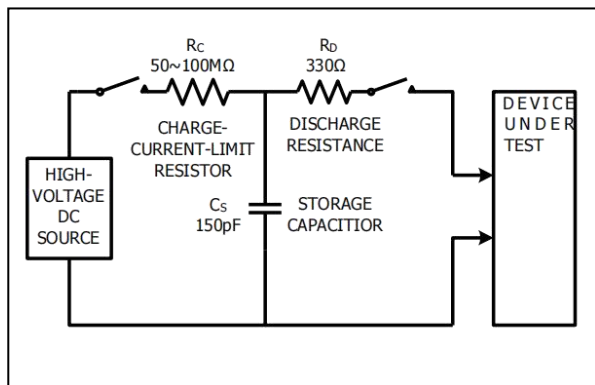 RC
50~100MΩ
RD
330Ω
CHARGE-
CURRENT-LIMIT
RESISTOR
DISCHARGE
RESISTANCE
DEVICE
UNDER
TEST
HIGH-
VOLTAGE
DC
SOURCE
CS
150pF
STORAGE
CAPACITIOR